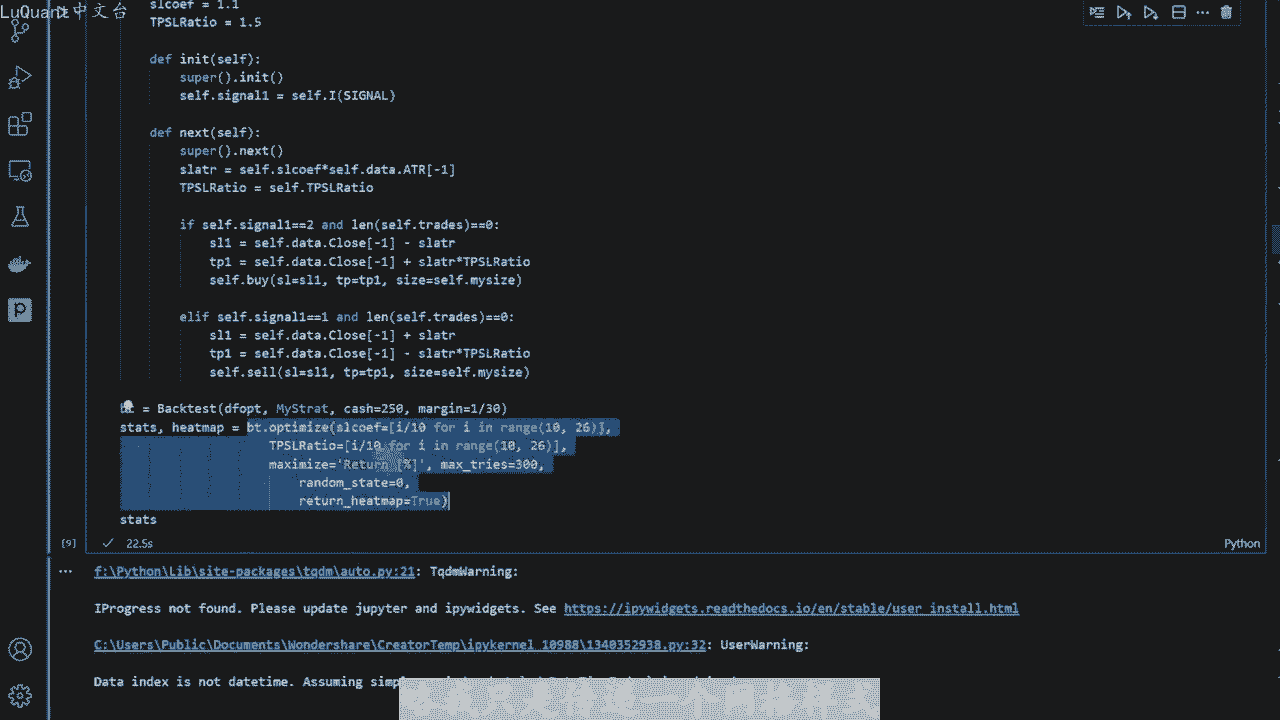 LuQuant中文台
slcoef = 1.1
TPSLRatio = 1.5
def init(self):
super().init()
self.signal1 = self.I(SIGNAL)
def next(self):
super().next()
slatr = self.slcoef*self.data.ATR[-1]
TPSLRatio = self.TPSLRatio
if self.signal1==2 and len(self.trades)==0:
sl1 = self.data.Close[-1] - slatr
tp1 = self.data.Close[-1] + slatr*TPSLRatio
self.buy(sl=sl1, tp=tp1, size=self.mysize)
elif self.signal1==1 and len(self.trades)==0:
sl1 = self.data.Close[-1] + slatr
tp1 = self.data.Close[-1] - slatr*TPSLRatio
self.sell(sl=sl1, tp=tp1, size=self.mysize)
= Backtest(dfopt, MyStrat, cash=250, margin=1/30)
stats, heatmap = bt.optimize(slcoef=[i/10 for i in range(10, 26)],
TPSLRatio=[i/10 for i in range(10, 26)],
maximize='Return [%]', max_tries=300,
random_state=0,
return_heatmap=True)
stats
[9] 22.5s Python
f:\Python\Lib\site-packages\tqdm\auto.py:21: TqdmWarning:
IProgress not found. Please update jupyter and ipywidgets. See https://ipywidgets.readthedocs.io/en/stable/user_install.html
C:\Users\Public\Documents\Wondershare\CreatorTemp\ipykernel_10988\1340352938.py:32: UserWarning:
Data index is not datetime. Assuming